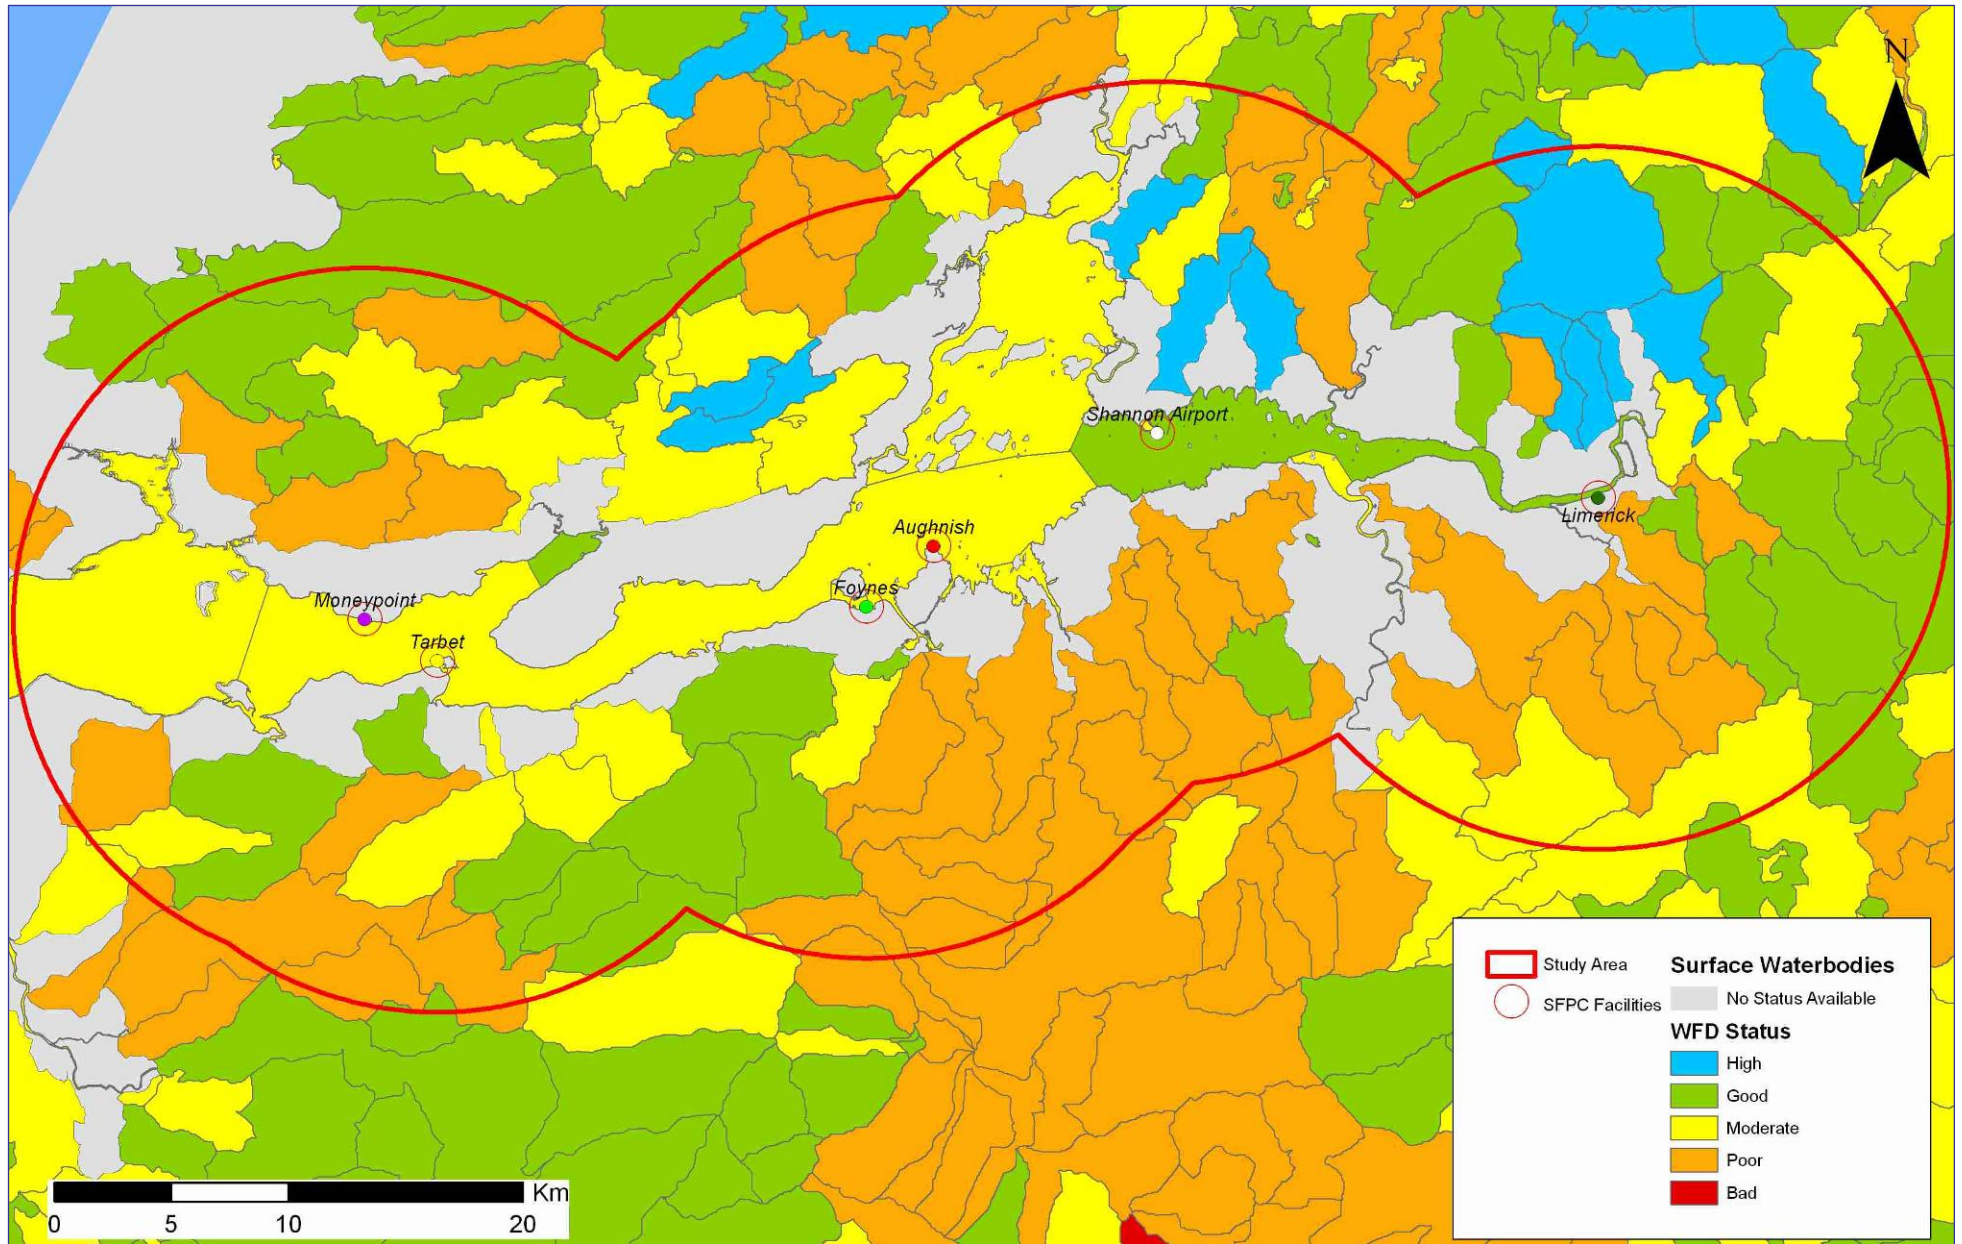 N
Shannon Airport
Limerick
Aughnish
Foynes
Moneypoint
Tarbet
Study Area
SFPC Facilities
Surface Waterbodies
No Status Available
WFD Status
High
Good
Moderate
Poor
Bad
Km
0 5 10 20